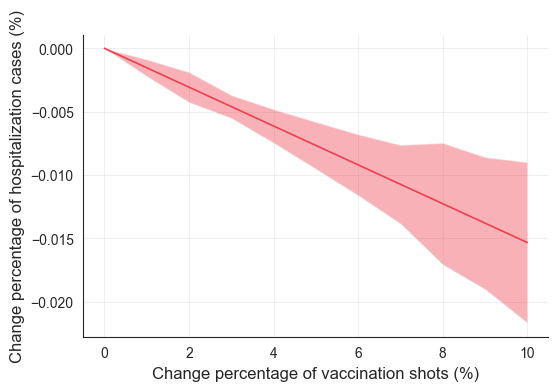 Change percentage of hospitalization cases (%)
0.000
−0.005
−0.010
−0.015
−0.020
0 2 4 6 8 10
Change percentage of vaccination shots (%)